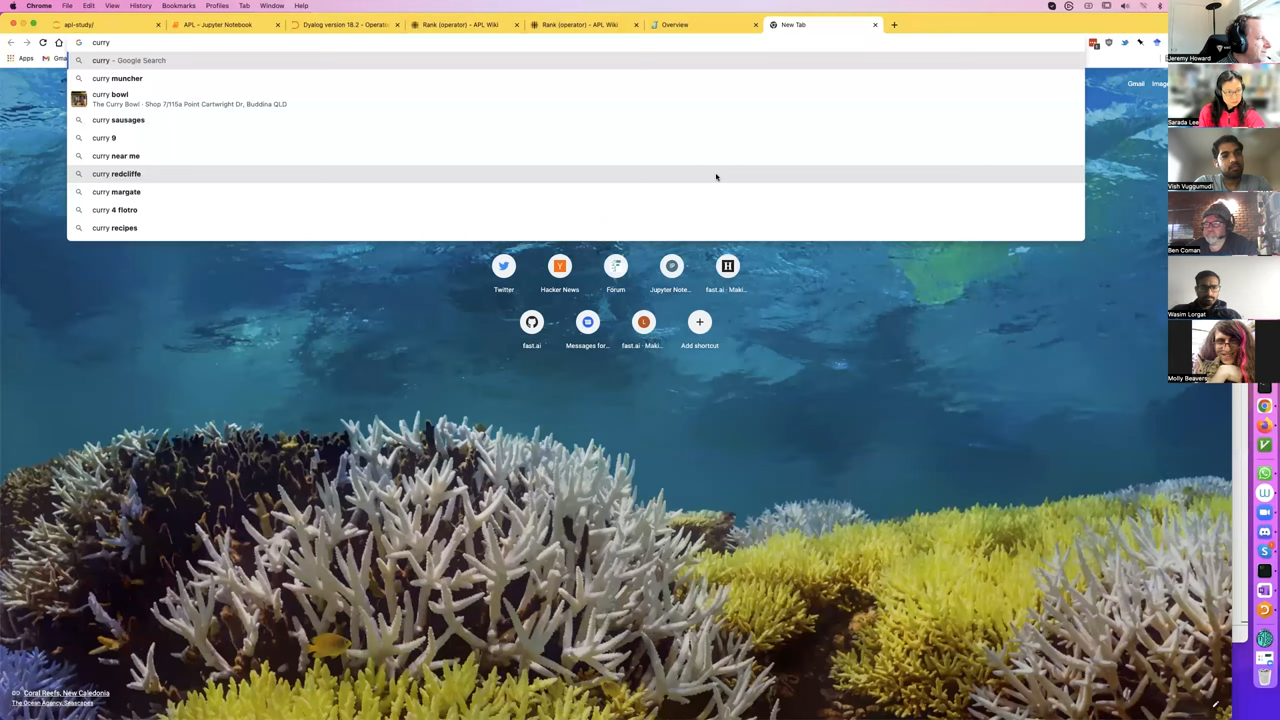 Chrome File Edit View History Bookmarks Profiles Tab Window Help
apl-study/
APL - Jupyter Notebook
Dyalog version 18.2 - Operato
Rank (operator) - APL Wiki
Rank (operator) - APL Wiki
Overview
New Tab
curry
Apps
Gma
curry – Google Search
curry muncher
curry bowl
The Curry Bowl · Shop 7/115a Point Cartwright Dr, Buddina QLD
curry sausages
curry 9
curry near me
curry redcliffe
curry margate
curry 4 flotro
curry recipes
Gmail Image
Twitter
Hacker News
Forum
Jupyter Note...
fast.ai · Maki...
fast.ai
Messages for...
fast.ai · Maki...
Add shortcut
Coral Reefs, New Caledonia
The Ocean Agency, Seascapes
Jeremy Howard
Sarada Lee
Vish Vuggumudi
Ben Coman
Wasim Lorgat
Molly Beavers